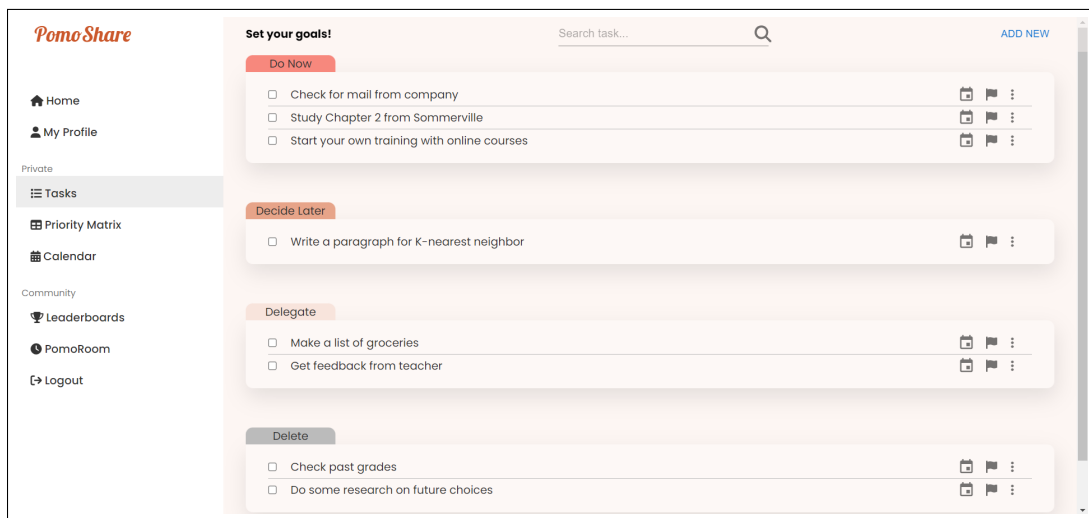 PomoShare
Home
My Profile
Private
Tasks
Priority Matrix
Calendar
Community
Leaderboards
PomoRoom
Logout
Set your goals!
Search task...
ADD NEW
Do Now
Check for mail from company
Study Chapter 2 from Sommerville
Start your own training with online courses
Decide Later
Write a paragraph for K-nearest neighbor
Delegate
Make a list of groceries
Get feedback from teacher
Delete
Check past grades
Do some research on future choices